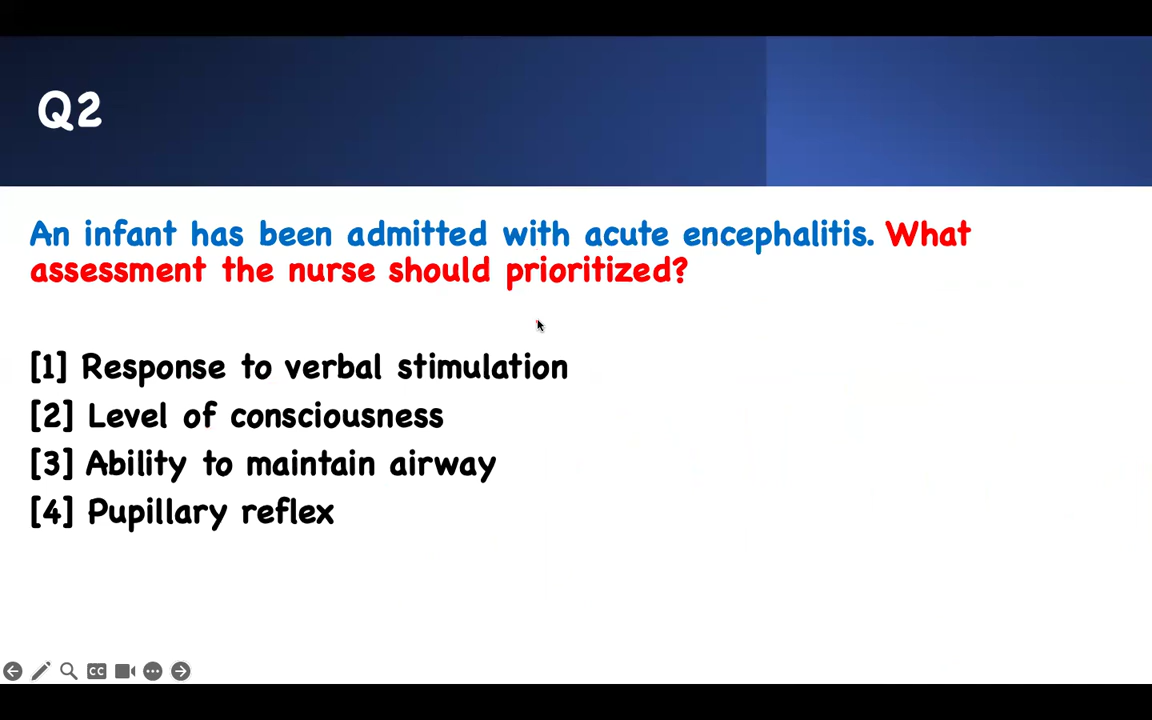 Q2
An infant has been admitted with acute encephalitis. What
assessment the nurse should prioritized?
[1] Response to verbal stimulation
[2] Level of consciousness
[3] Ability to maintain airway
[4] Pupillary reflex
CC